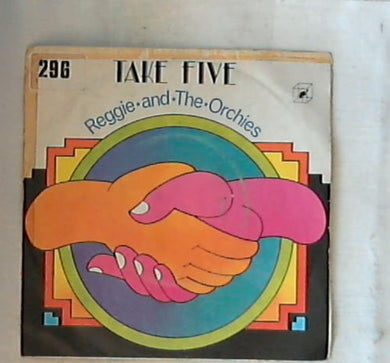 296
TAKE FIVE
Reggie•and•The•Orchies